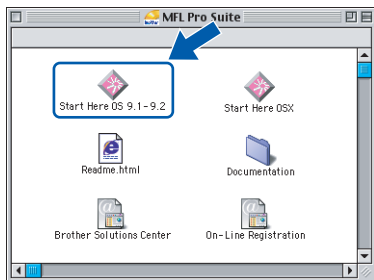 MFL Pro Suite
Start Here OS 9.1-9.2
Start Here OSX
Readme.html
Documentation
Brother Solutions Center
On-Line Registration